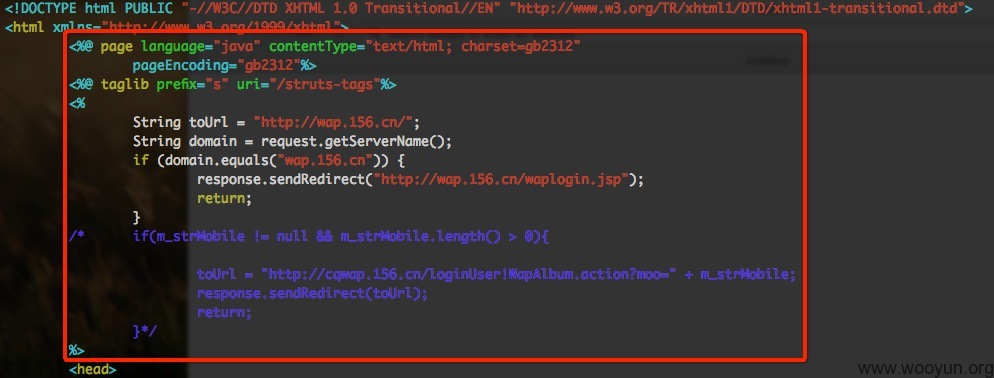 <!DOCTYPE html PUBLIC "-//W3C//DTD XHTML 1.0 Transitional//EN" "http://www.w3.org/TR/xhtml1/DTD/xhtml1-transitional.dtd">
<html xmlns="http://www.w3.org/1999/xhtml">
<%@ page language="java" contentType="text/html; charset=gb2312"
pageEncoding="gb2312"%>
<%@ taglib prefix="s" uri="/struts-tags"%>
<%
String toUrl = "http://wap.156.cn/";
String domain = request.getServerName();
if (domain.equals("wap.156.cn")) {
response.sendRedirect("http://wap.156.cn/waplogin.jsp");
return;
}
/* if(m_strMobile != null && m_strMobile.length() > 0){
toUrl = "http://cqwap.156.cn/loginUser!WapAlbum.action?moo=" + m_strMobile;
response.sendRedirect(toUrl);
return;
}*/
%>
<head>
www.wooyun.org